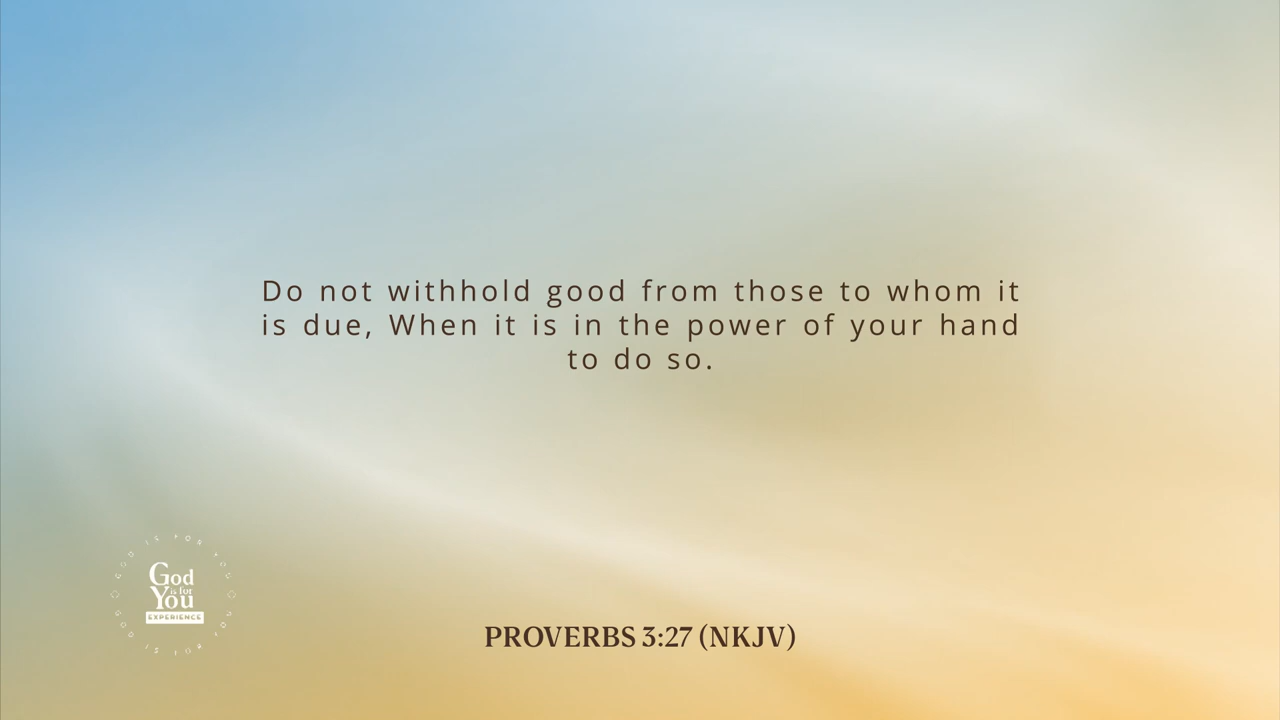 Do not withhold good from those to whom it
is due, When it is in the power of your hand
to do so.
God
is for
You
EXPERIENCE
PROVERBS 3:27 (NKJV)